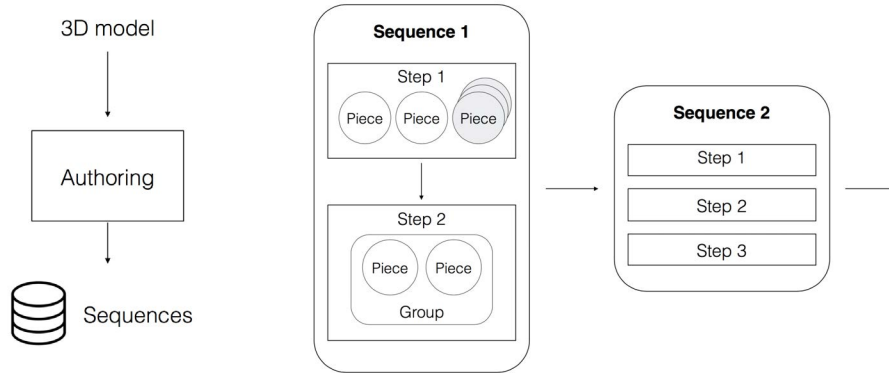 3D model
Authoring
Sequences
Sequence 1
Step 1
Piece Piece Piece
Step 2
Piece Piece
Group
Sequence 2
Step 1
Step 2
Step 3